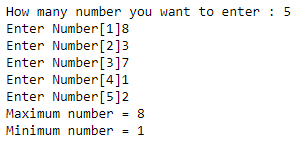 How many number you want to enter : 5
Enter Number[1]8
Enter Number[2]3
Enter Number[3]7
Enter Number[4]1
Enter Number[5]2
Maximum number = 8
Minimum number = 1